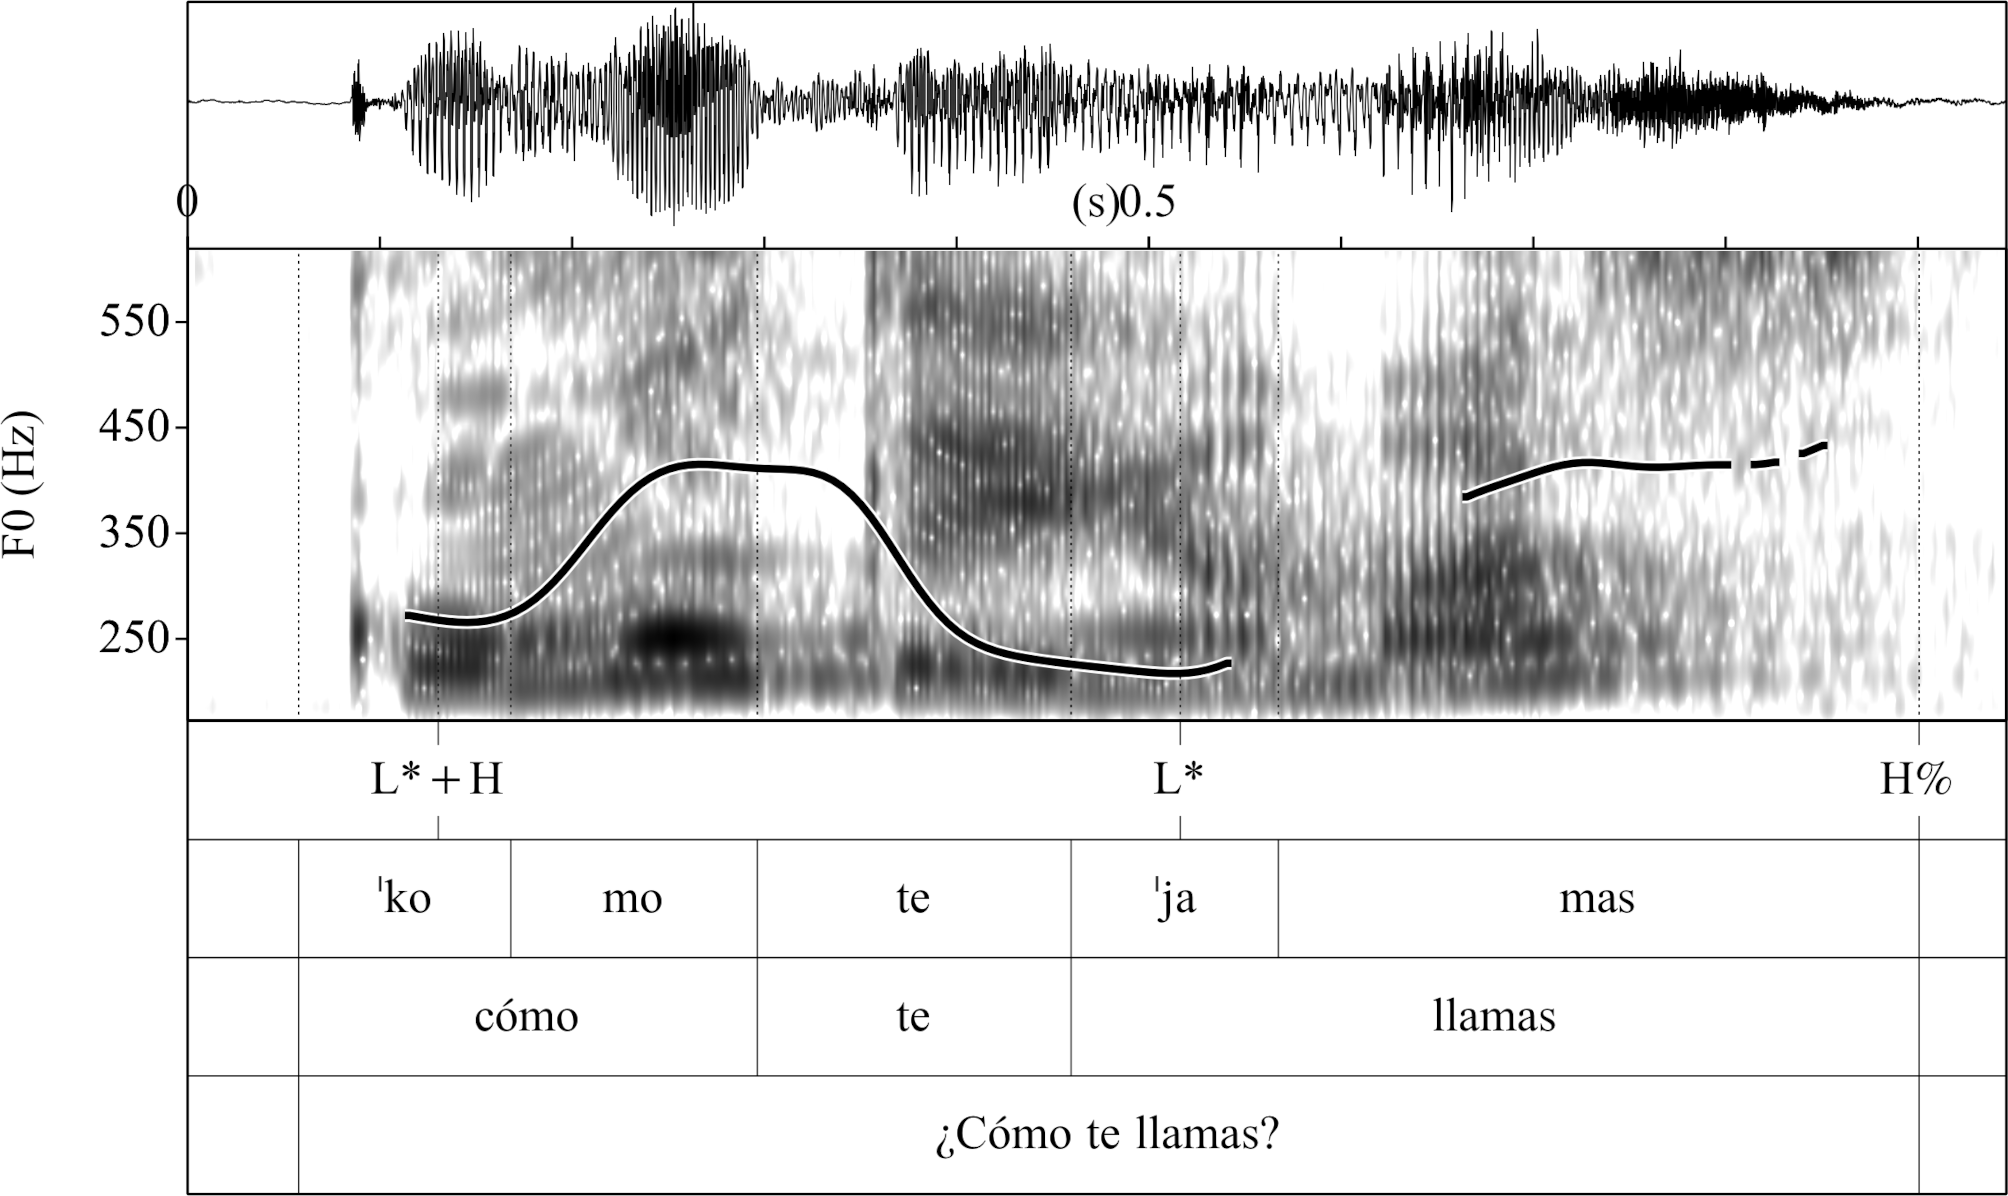 0 (s)0.5
550
450
350
250
F0 (Hz)
L*+H L* H%
ˈko mo te ˈja mas
cómo te llamas
¿Cómo te llamas?